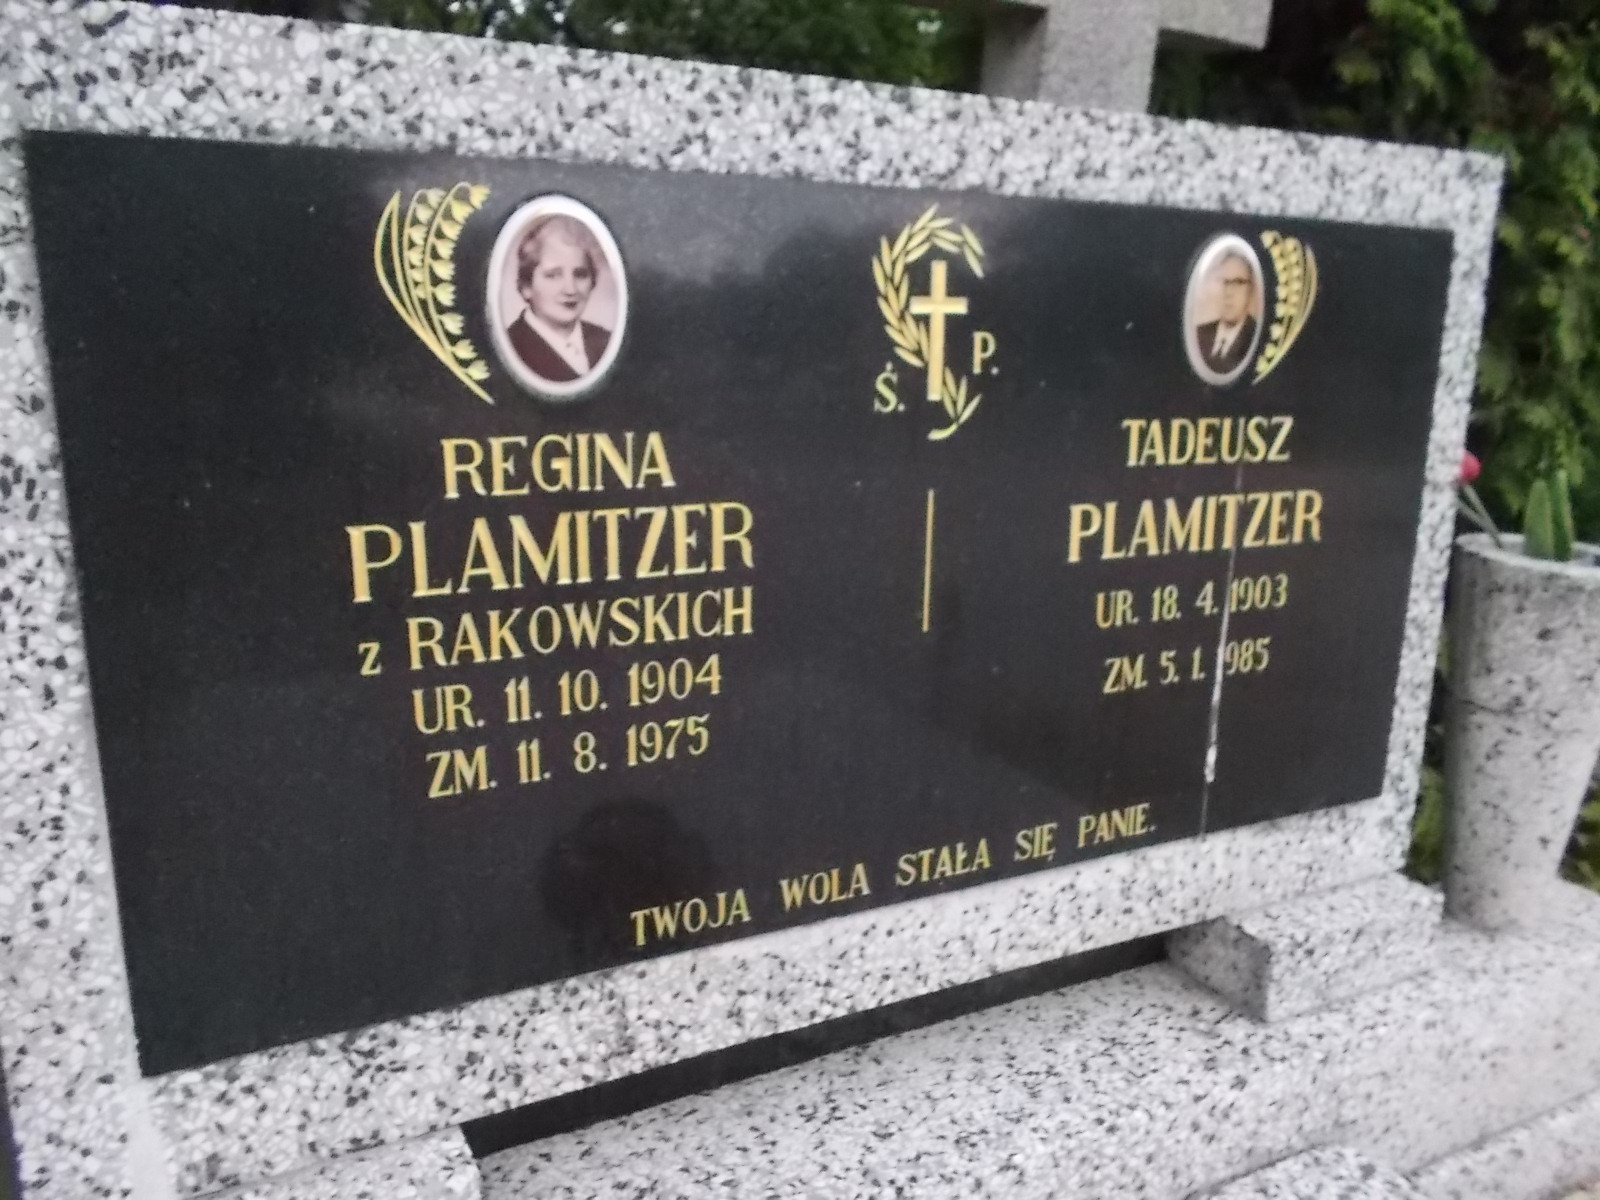 Ś. P.
REGINA
PLAMITZER
z RAKOWSKICH
UR. 11. 10. 1904
ZM. 11. 8. 1975
TADEUSZ
PLAMITZER
UR. 18. 4. 1903
ZM. 5. 1. 1985
TWOJA WOLA STAŁA SIĘ PANIE.